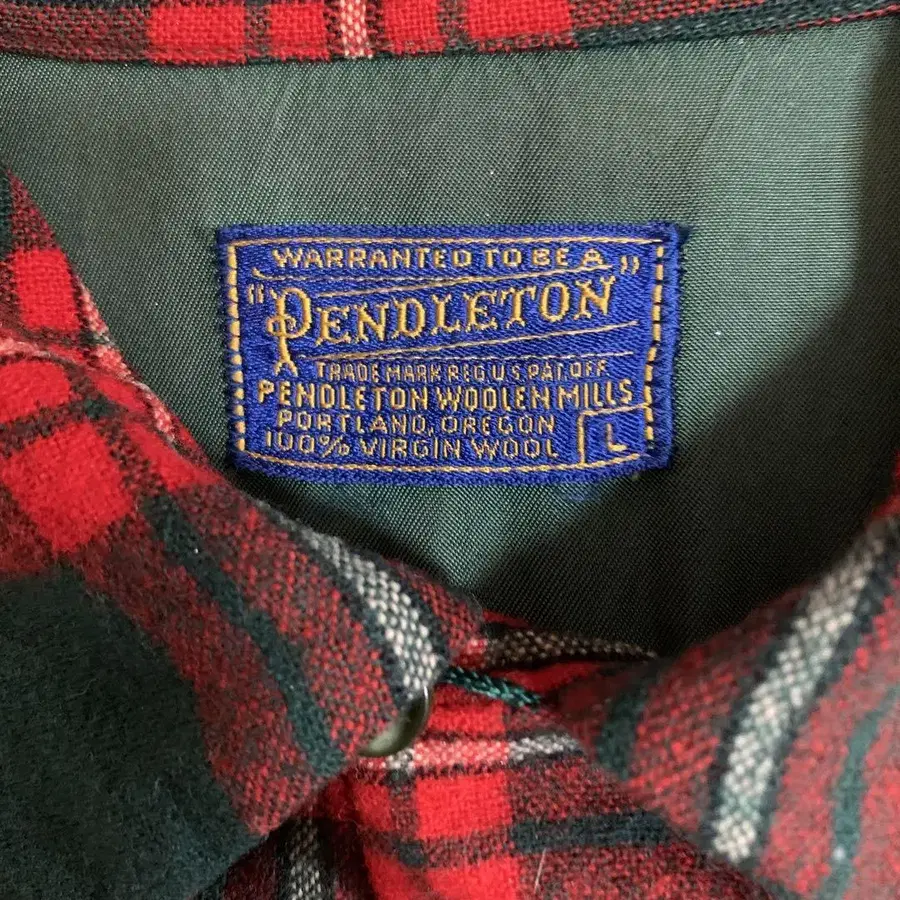 WARRANTED TO BE A
"PENDLETON"
TRADE MARK REG. U.S. PAT. OFF.
PENDLETON WOOLEN MILLS
PORTLAND, OREGON
100% VIRGIN WOOL
L